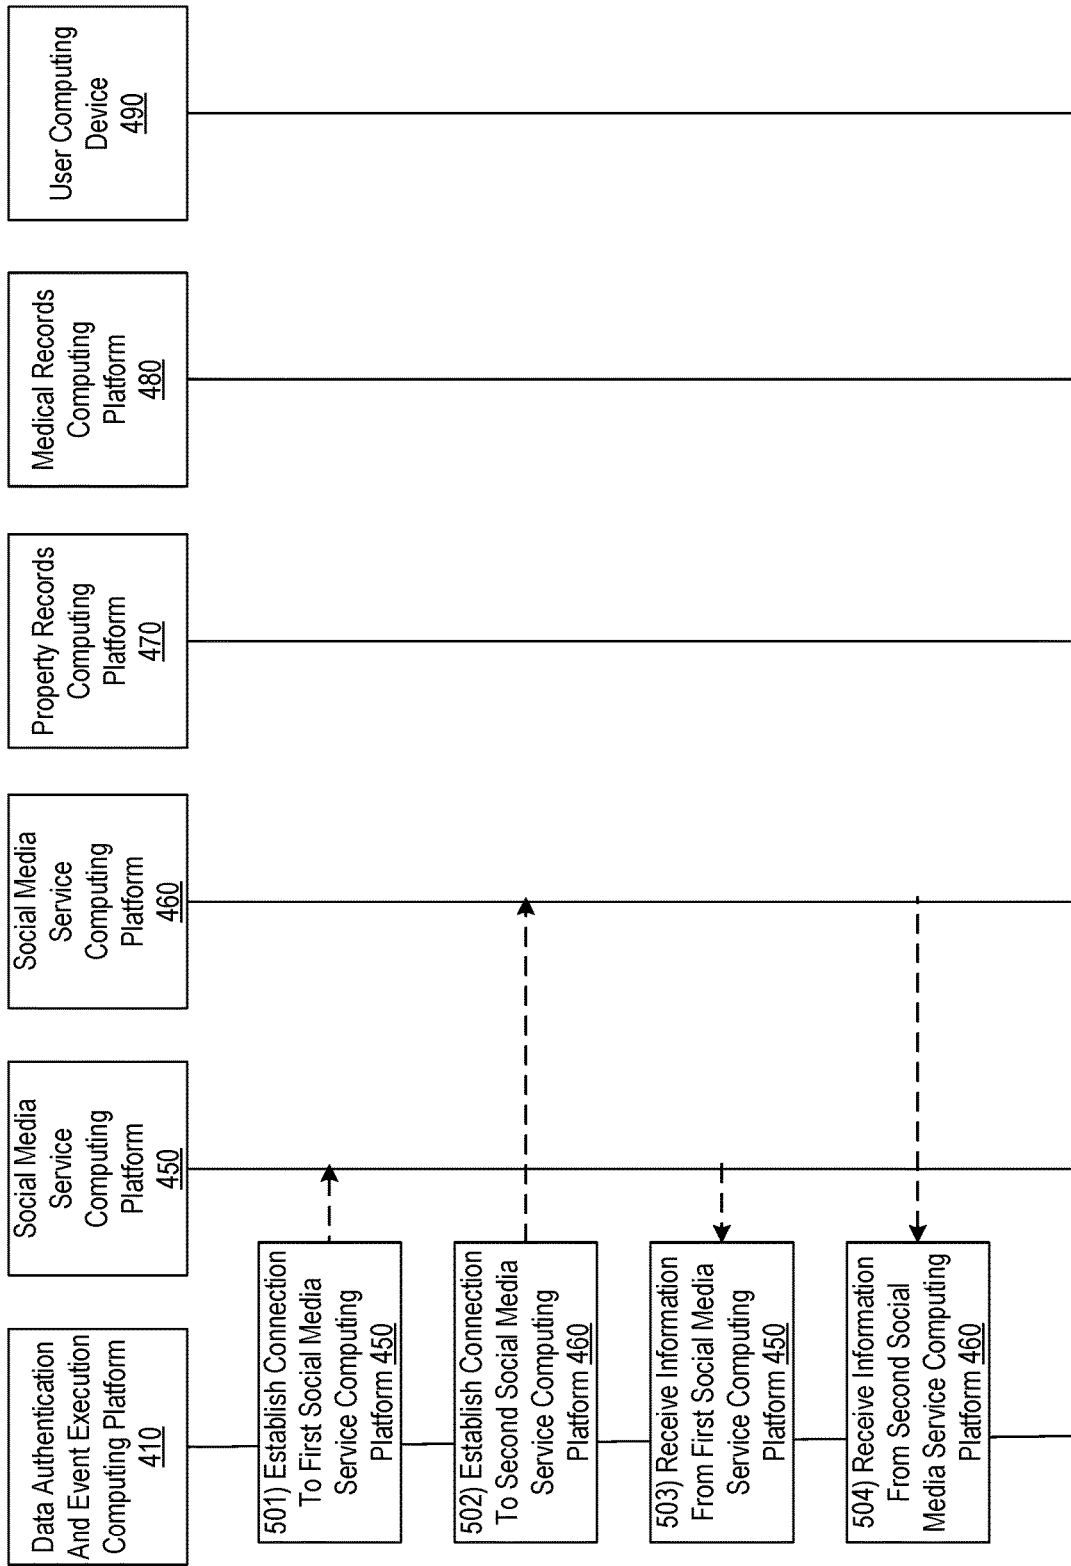 Data Authentication
And Event Execution
Computing Platform
410
Social Media
Service
Computing
Platform
450
Social Media
Service
Computing
Platform
460
Property Records
Computing
Platform
470
Medical Records
Computing
Platform
480
User Computing
Device
490
501) Establish Connection
To First Social Media
Service Computing
Platform 450
502) Establish Connection
To Second Social Media
Service Computing
Platform 460
503) Receive Information
From First Social Media
Service Computing
Platform 450
504) Receive Information
From Second Social
Media Service Computing
Platform 460